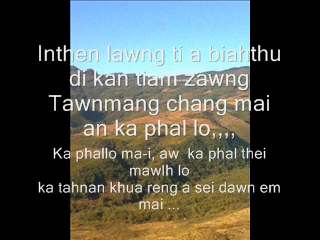 Inthen lawng ti a biahthu
di kan tiam zawng
Tawnmang chang mai
an ka phal lo,,,,
Ka phallo ma-i, aw  ka phal thei
mawlh lo
ka tahnan khua reng a sei dawn em
mai ...